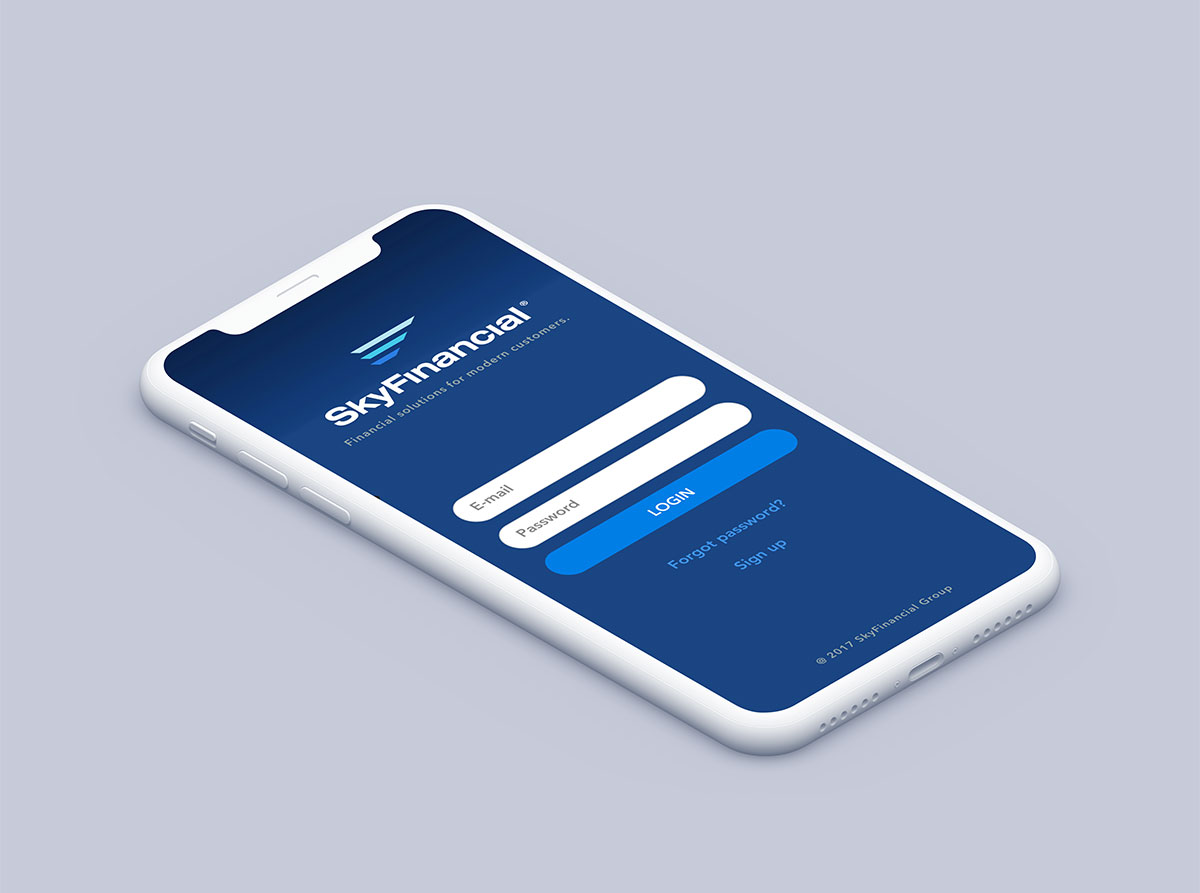 SkyFinancial®
Financial solutions for modern customers.
E-mail
Password
LOGIN
Forgot password?
Sign up
® 2017 SkyFinancial Group